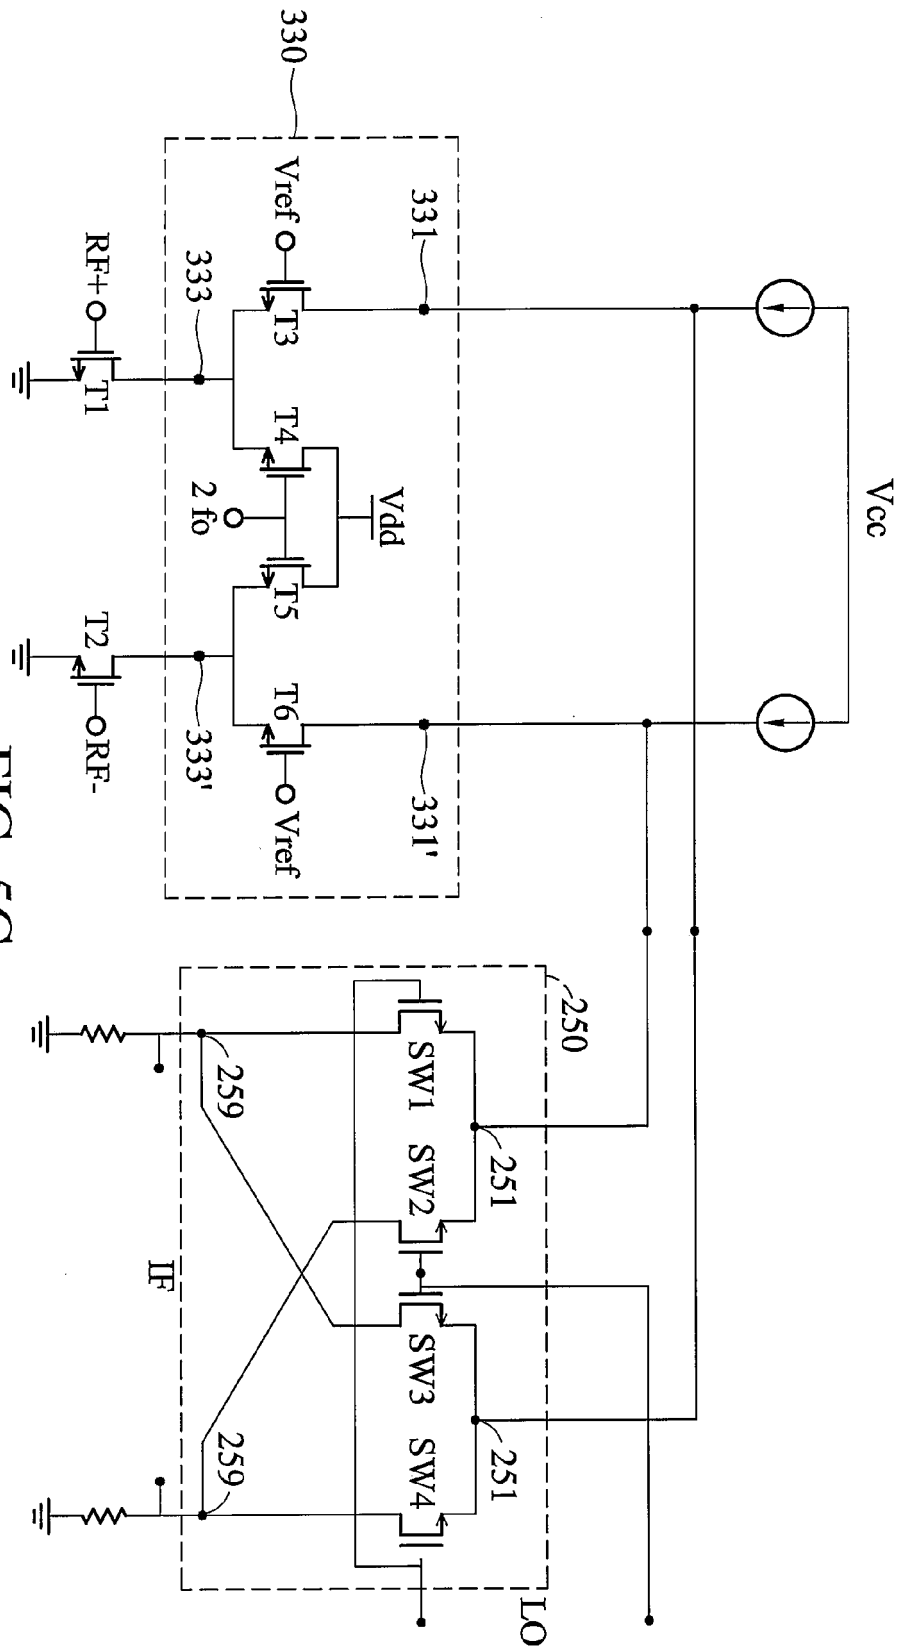 Vcc
250
LO
331
331'
251
251
Vdd
SW1
SW2
SW3
SW4
330
Vref
T3
T4
T5
T6
Vref
2 fo
333
333'
259
259
IF
RF+
T1
T2
RF-
FIG